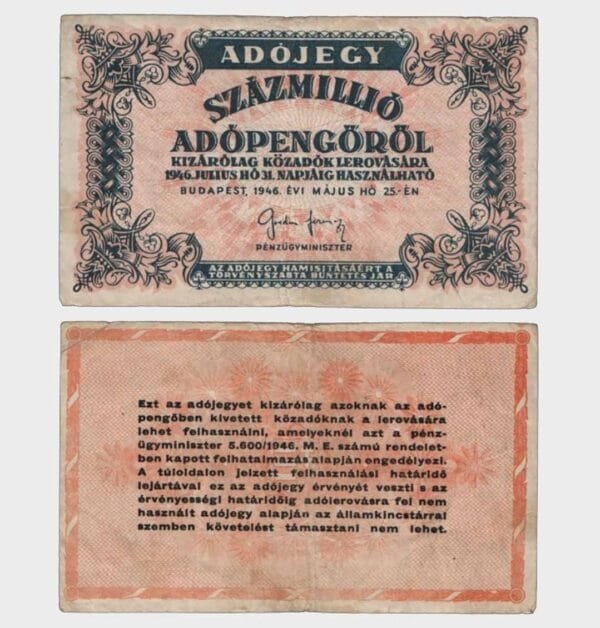 ADÓJEGY
SZÁZMILLIÓ
ADÓPENGŐRŐL
KIZÁRÓLAG KÖZADÓK LEROVÁSÁRA
1946. JULIUS HÓ 31. NAPJÁIG HASZNÁLHATÓ
BUDAPEST, 1946. ÉVI MÁJUS HÓ 25.-ÉN
PÉNZÜGYMINISZTER
AZ ADÓJEGY HAMISITÁSÁÉRT A
TÖRVÉNYSZABTA BÜNTETÉS JÁR
Ezt az adójegyet kizárólag azoknak az adó-
pengőben kivetett közadóknak a lerovására
lehet felhasználni, amelyeknél azt a pénz-
ügyminiszter 5.600/1946. M. E. számú rendelet-
ben kapott felhatalmazás alapján engedélyezi.
A túloldalon jelzett felhasználási határidő
lejártával ez az adójegy érvényét veszti s az
érvényességi határidőig adólerovásra fel nem
használt adójegy alapján az államkincstárral
szemben követelést támasztani nem lehet.